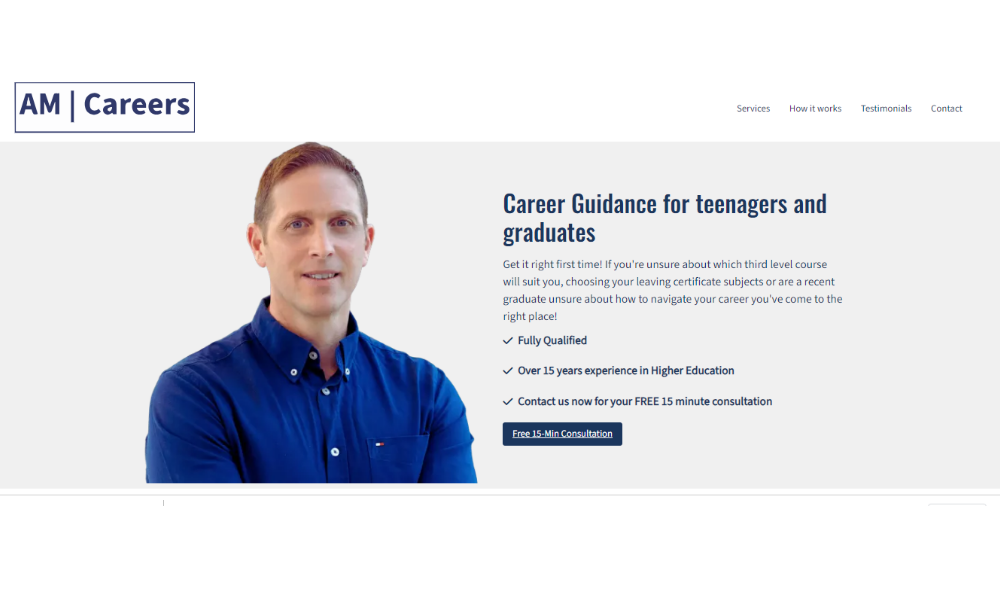 AM | Careers
Services How it works Testimonials Contact
Career Guidance for teenagers and
graduates
Get it right first time! If you're unsure about which third level course
will suit you, choosing your leaving certificate subjects or are a recent
graduate unsure about how to navigate your career you've come to the
right place!
Fully Qualified
Over 15 years experience in Higher Education
Contact us now for your FREE 15 minute consultation
Free 15-Min Consultation